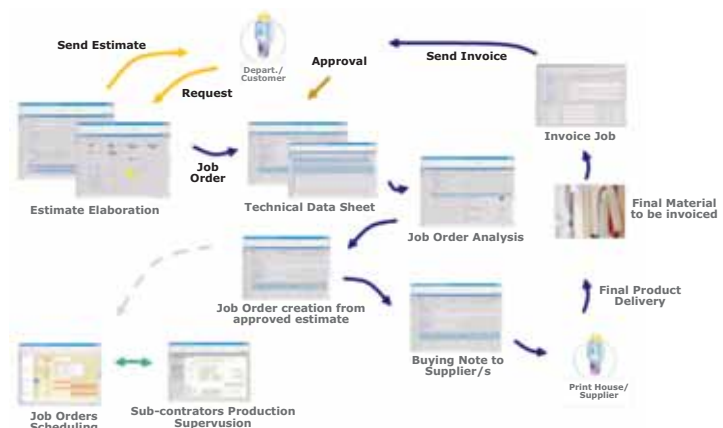 Send Estimate
Depart./
Customer
Approval
Send Invoice
Request
Invoice Job
Job
Order
Estimate Elaboration
Technical Data Sheet
Final Material
to be invoiced
Job Order Analysis
Job Order creation from
approved estimate
Final Product
Delivery
Buying Note to
Supplier/s
Print House/
Supplier
Job Orders
Scheduling
Sub-contrators Production
Supervusion